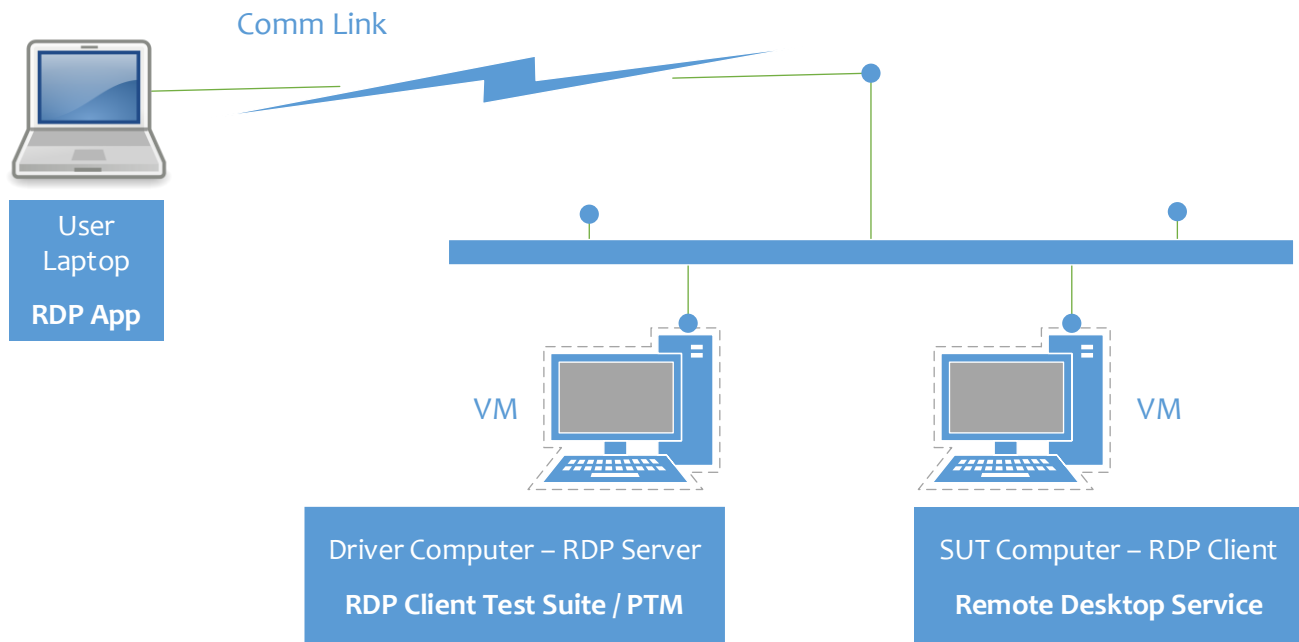 Comm Link
User
Laptop
RDP App
VM
VM
Driver Computer – RDP Server
RDP Client Test Suite / PTM
SUT Computer – RDP Client
Remote Desktop Service